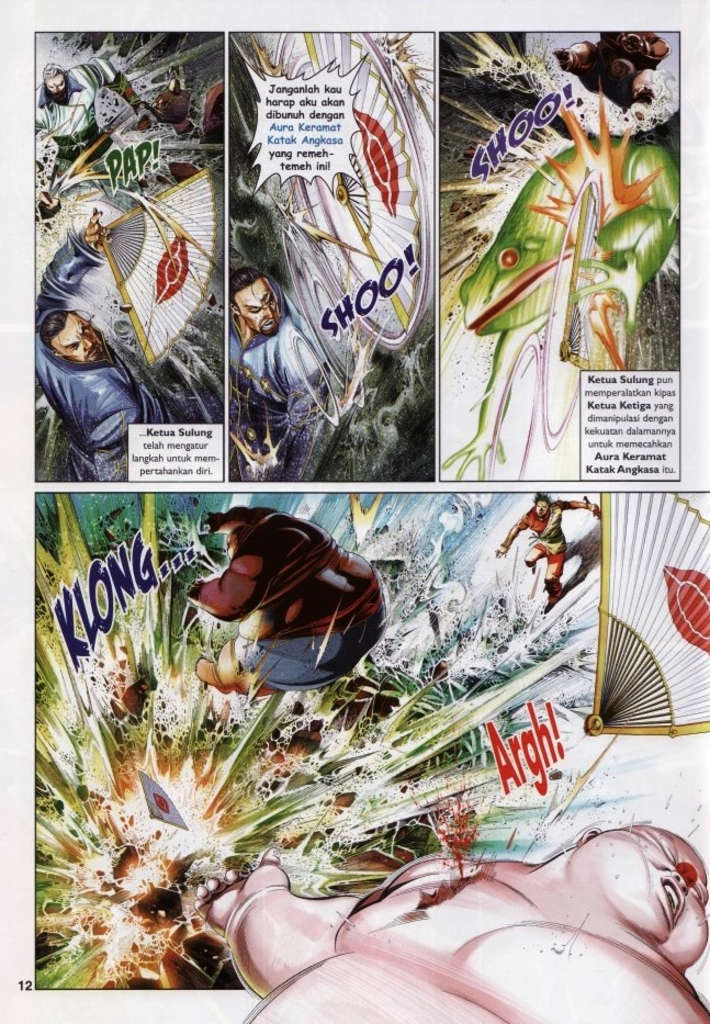 PAP!
...Ketua Sulung
telah mengatur
langkah untuk mem-
pertahankan diri.
Janganlah kau
harap aku akan
dibunuh dengan
Aura Keramat
Katak Angkasa
yang remeh-
temeh ini!
SHOO!
SHOO!
Ketua Sulung pun
memperalatkan kipas
Ketua Ketiga yang
dimanipulasi dengan
kekuatan dalamannya
untuk memecahkan
Aura Keramat
Katak Angkasa itu.
KLONG...
Argh!
12